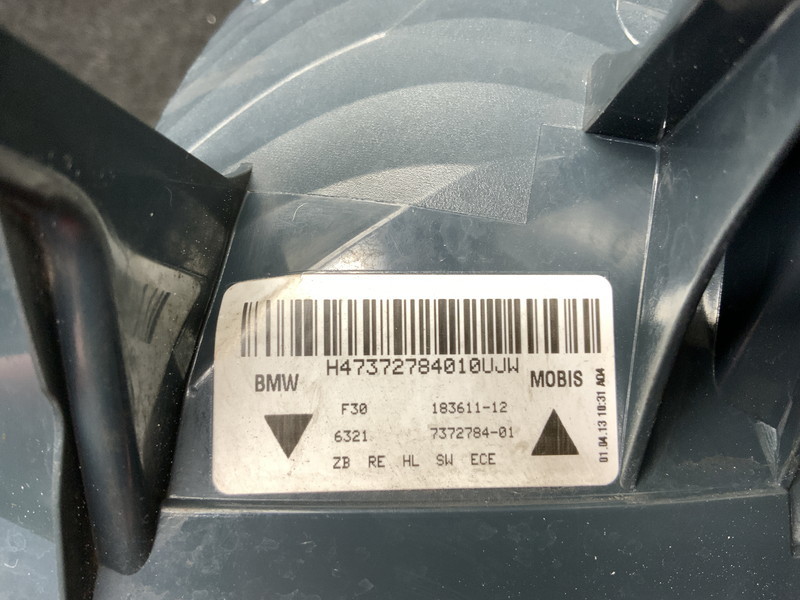 H47372784010UJW
BMW MOBIS
F30 183611-12
6321 7372784-01
ZB RE HL SW ECE
01.04.13 10:31 A04